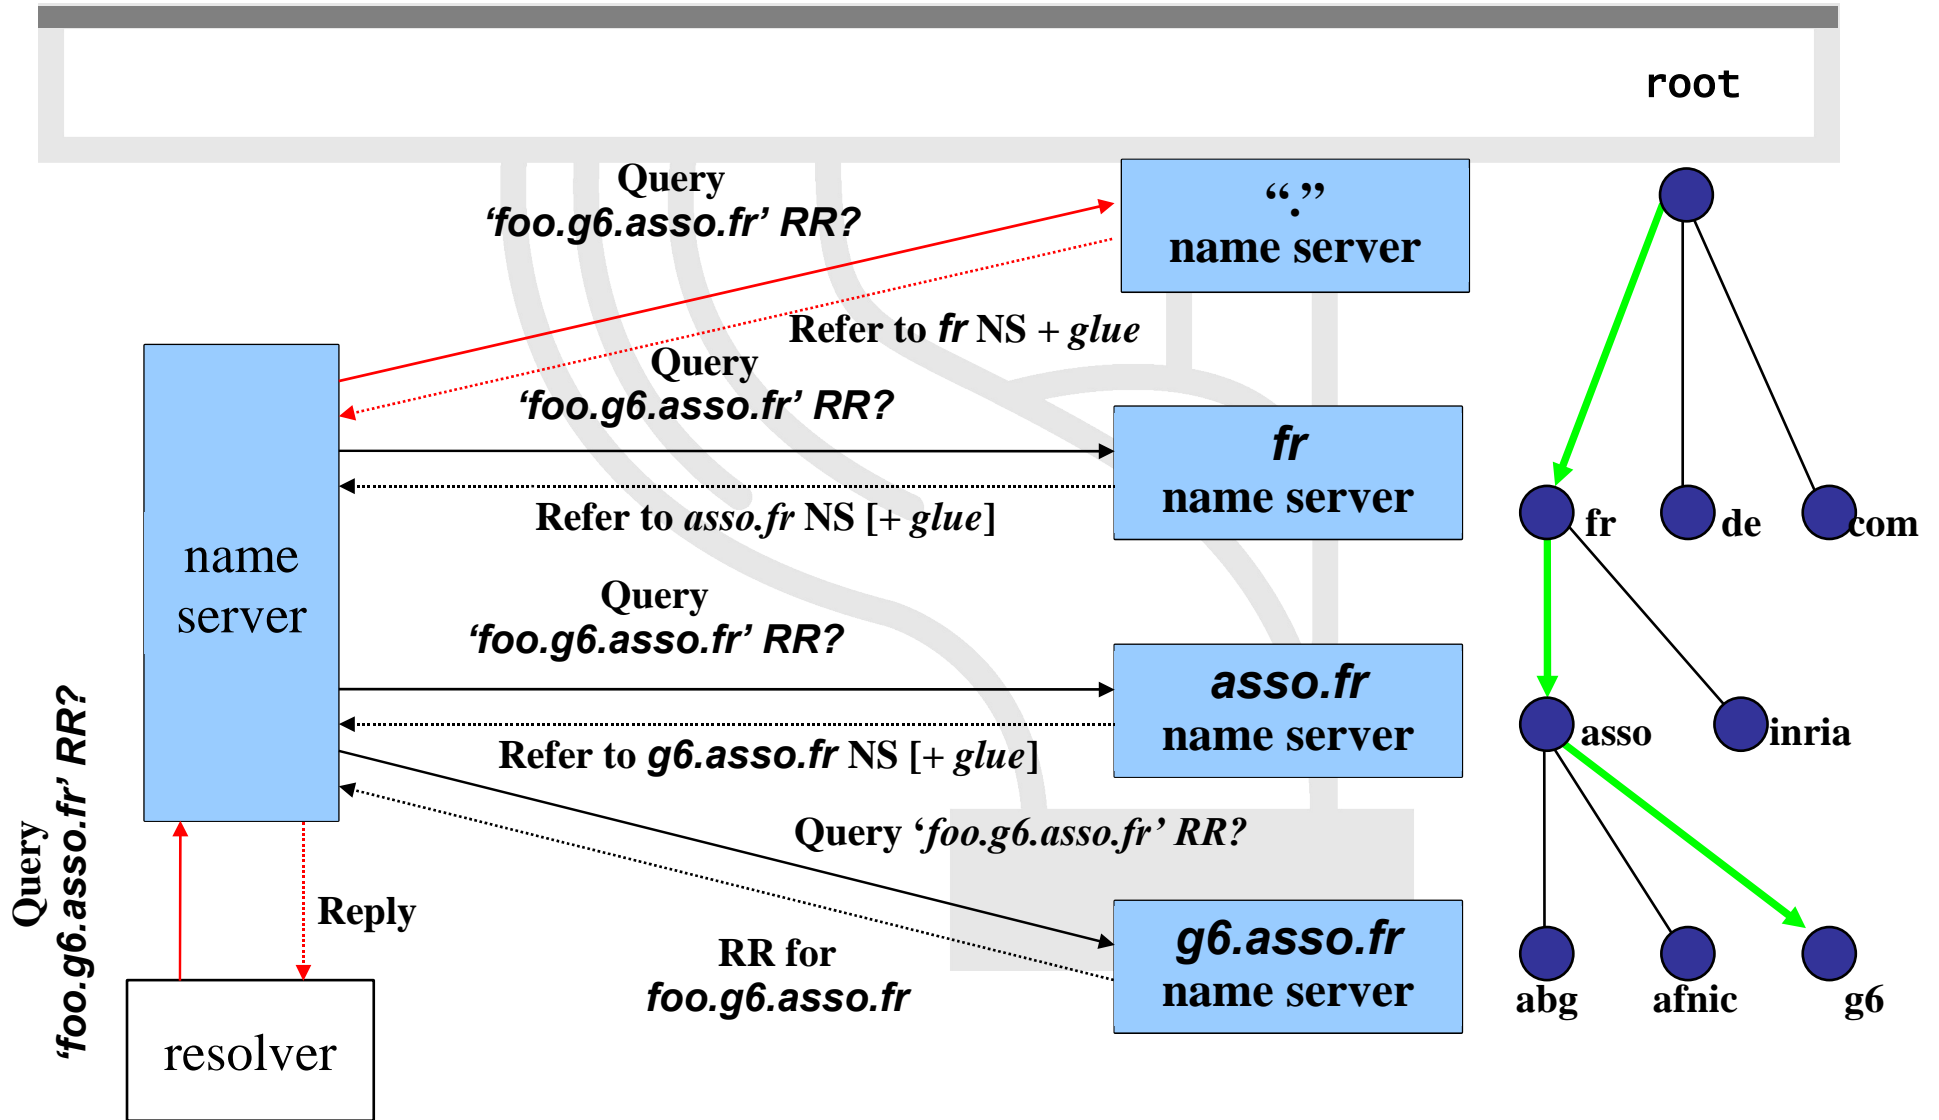 root
Query
‘foo.g6.asso.fr’ RR?
“.”
name server
Refer to fr NS + glue
Query
‘foo.g6.asso.fr’ RR?
fr
name server
Refer to asso.fr NS [+ glue]
fr
de
com
name
server
Query
‘foo.g6.asso.fr’ RR?
asso.fr
name server
Refer to g6.asso.fr NS [+ glue]
asso
inria
Query ‘foo.g6.asso.fr’ RR?
Query
‘foo.g6.asso.fr’ RR?
Reply
RR for
foo.g6.asso.fr
g6.asso.fr
name server
abg
afnic
g6
resolver